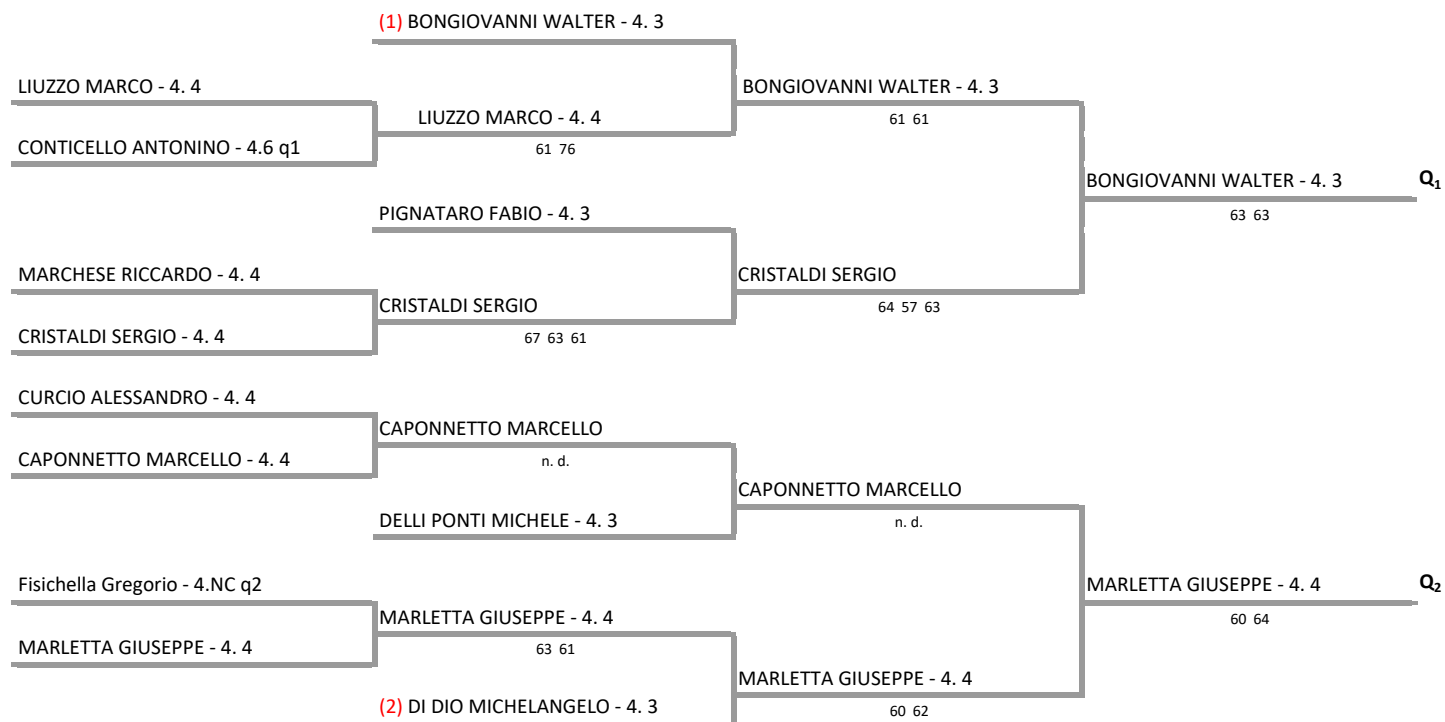 (1) BONGIOVANNI WALTER - 4. 3
LIUZZO MARCO - 4. 4
BONGIOVANNI WALTER - 4. 3
LIUZZO MARCO - 4. 4
61 61
CONTICELLO ANTONINO - 4.6 q1
61 76
BONGIOVANNI WALTER - 4. 3
Q1
PIGNATARO FABIO - 4. 3
63 63
MARCHESE RICCARDO - 4. 4
CRISTALDI SERGIO
CRISTALDI SERGIO
64 57 63
CRISTALDI SERGIO - 4. 4
67 63 61
CURCIO ALESSANDRO - 4. 4
CAPONNETTO MARCELLO
CAPONNETTO MARCELLO - 4. 4
n. d.
CAPONNETTO MARCELLO
DELLI PONTI MICHELE - 4. 3
n. d.
Fisichella Gregorio - 4.NC q2
MARLETTA GIUSEPPE - 4. 4
Q2
MARLETTA GIUSEPPE - 4. 4
60 64
MARLETTA GIUSEPPE - 4. 4
63 61
MARLETTA GIUSEPPE - 4. 4
(2) DI DIO MICHELANGELO - 4. 3
60 62